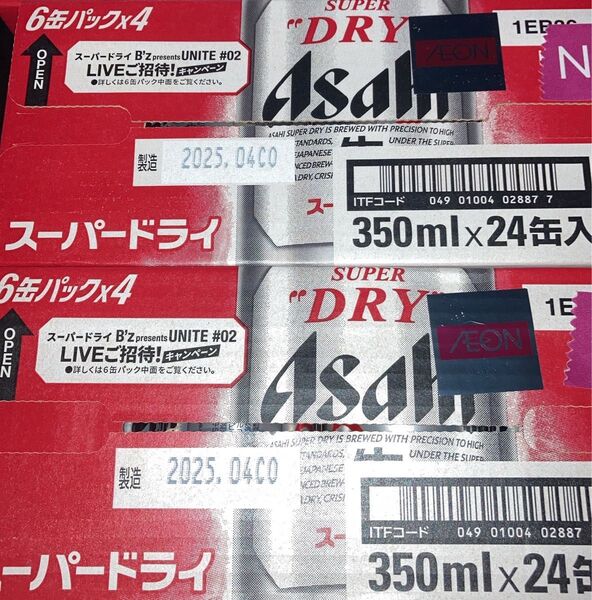 6缶パック×4
OPEN
スーパードライ B'z presents UNITE #02
LIVEご招待! キャンペーン
●詳しくは6缶パック中面をご覧ください。
SUPER
"DRY"
Asahi
ÆON
N
ASAHI SUPER DRY IS BREWED WITH PRECISION TO HIGH
STANDARDS, UNDER THE SUPER
JAPANESE
製造 2025.04C0
ITFコード 049 01004 02887 7
スーパードライ
350ml×24缶入
6缶パック×4
OPEN
スーパードライ B'z presents UNITE #02
LIVEご招待! キャンペーン
●詳しくは6缶パック中面をご覧ください。
SUPER
"DRY"
Asahi
ÆON
1E
ASAHI SUPER DRY IS BREWED WITH PRECISION TO HIGH
STANDARDS, UNDER THE SUPER
JAPANESE
製造 2025.04C0
ITFコード 049 01004 02887
スーパードライ
350ml×24缶